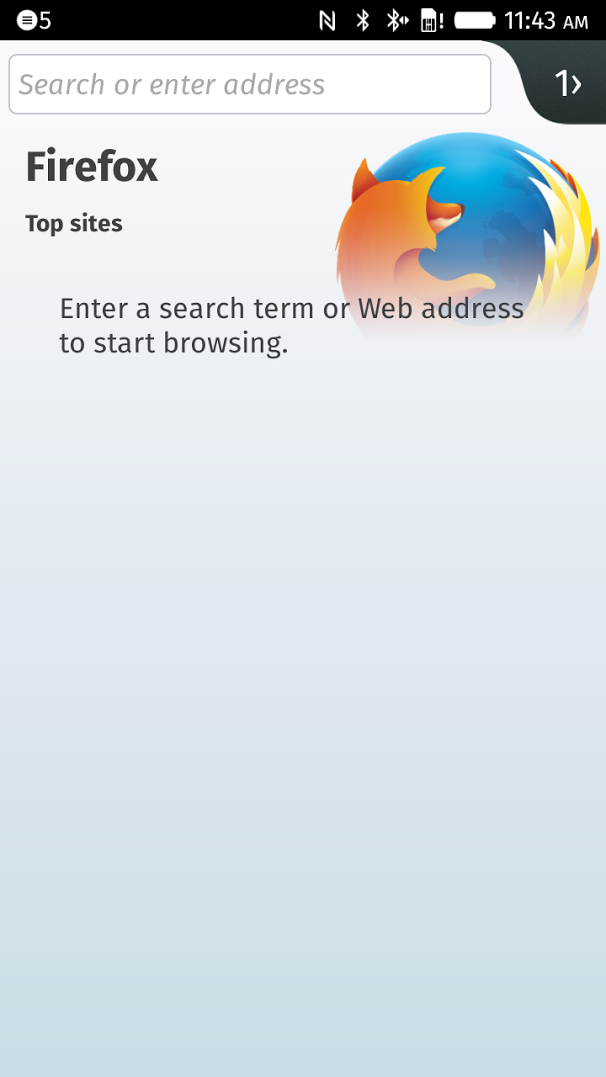 5 11:43 AM
Search or enter address
1›
Firefox
Top sites
Enter a search term or Web address
to start browsing.